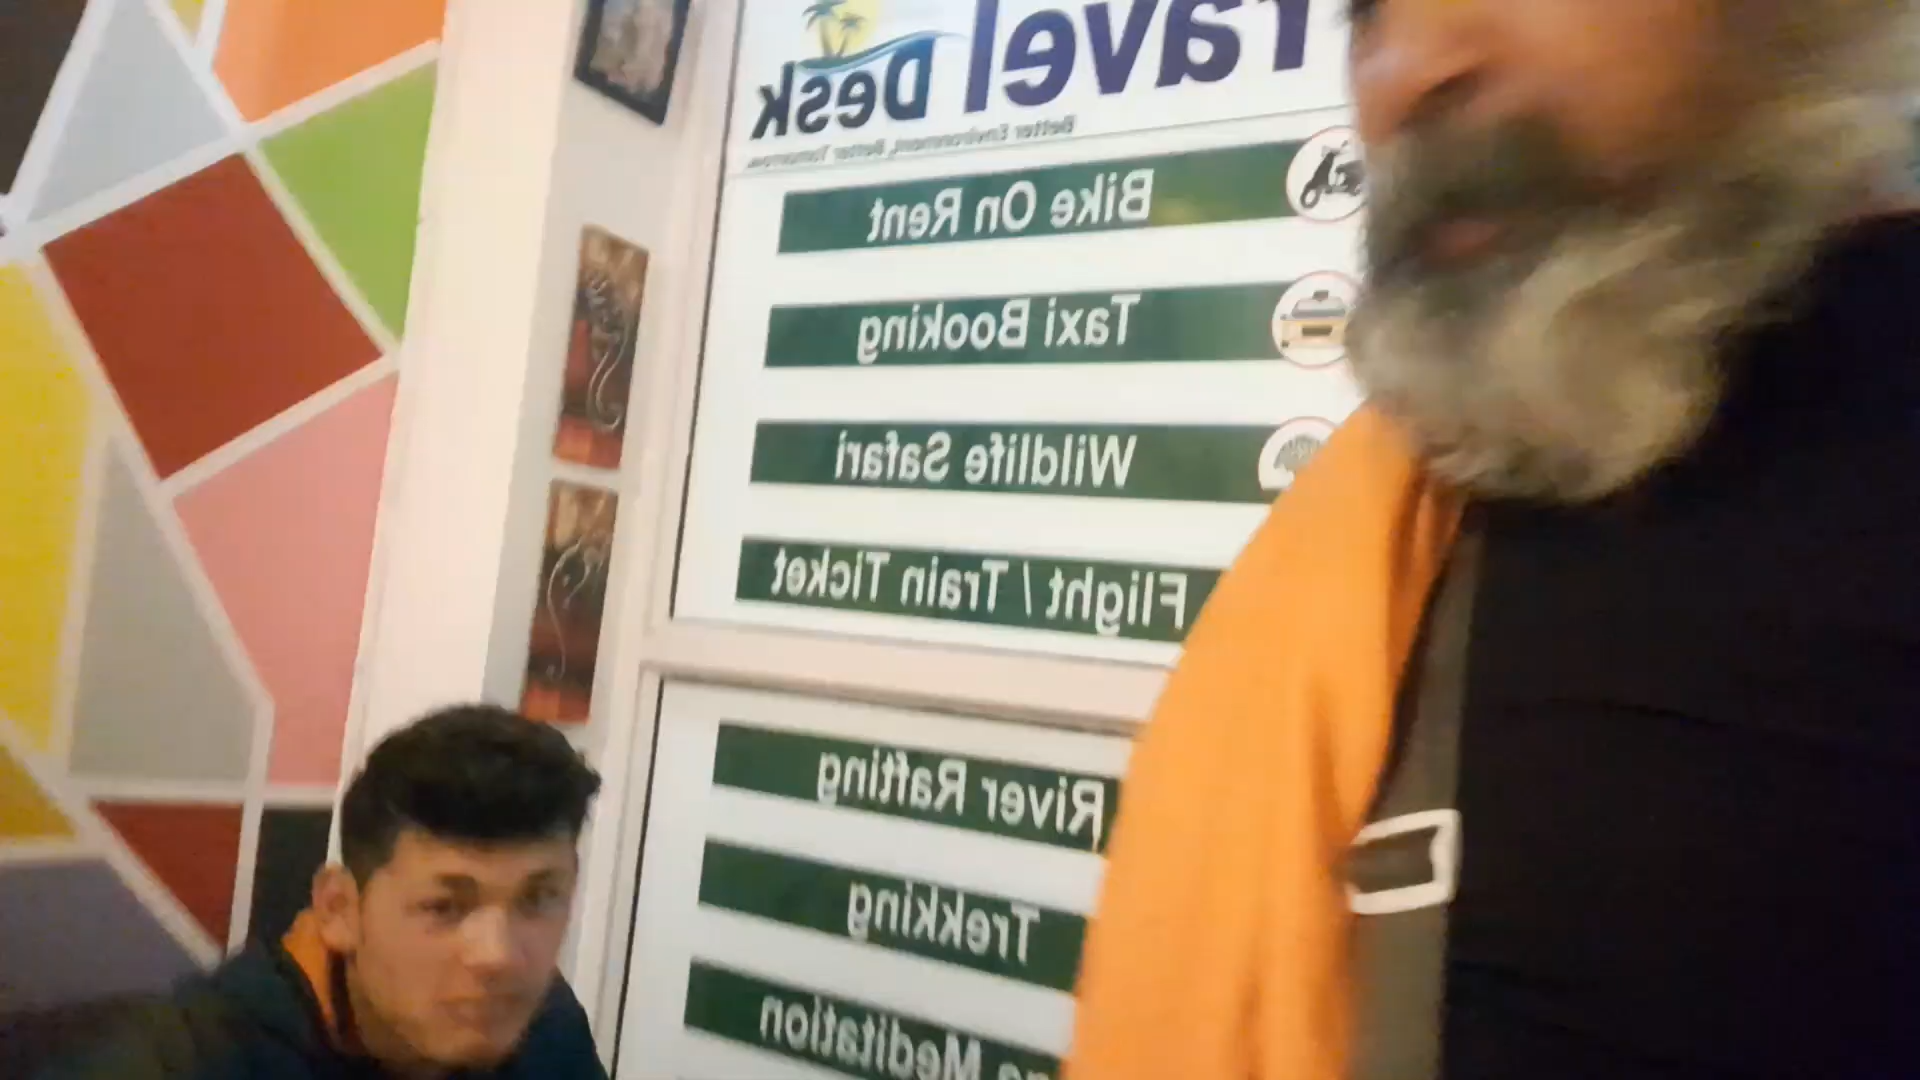 ravel Desk
Better Environment, Better Tomorrow
Bike On Rent
Taxi Booking
Wildlife Safari
Flight / Train Ticket
River Rafting
Trekking
Meditation